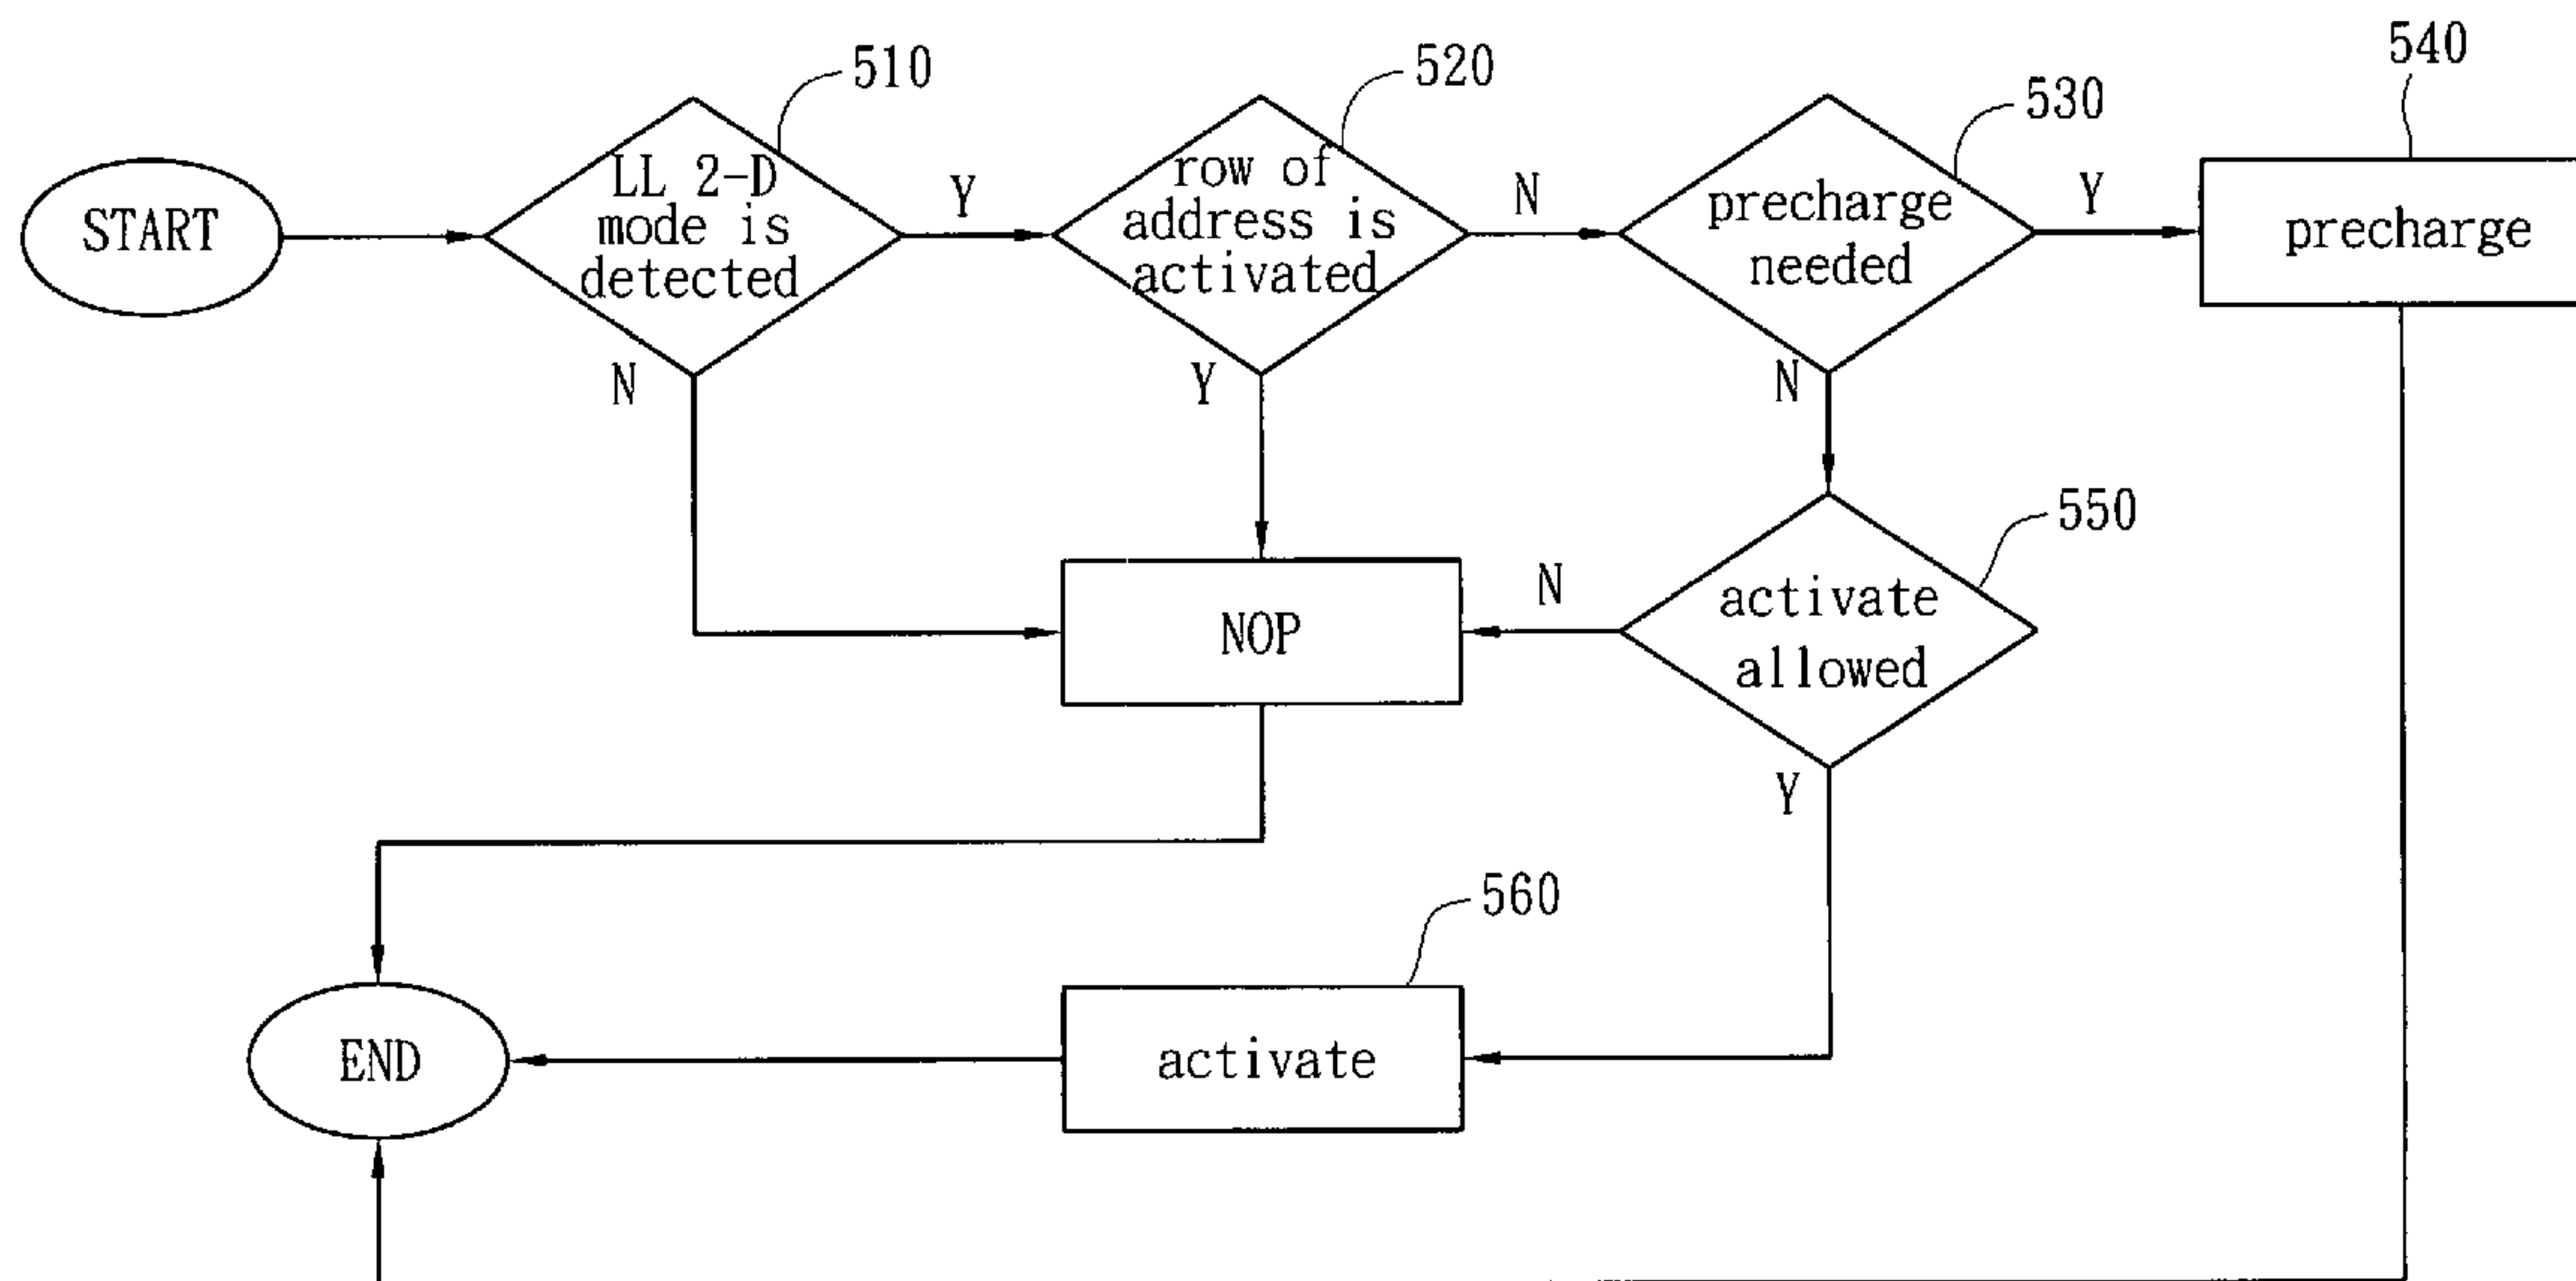 510
520
530
540
START
LL 2-D
mode is
detected
Y
row of
address is
activated
N
precharge
needed
Y
precharge
N
Y
N
550
NOP
N
activate
allowed
Y
560
END
activate